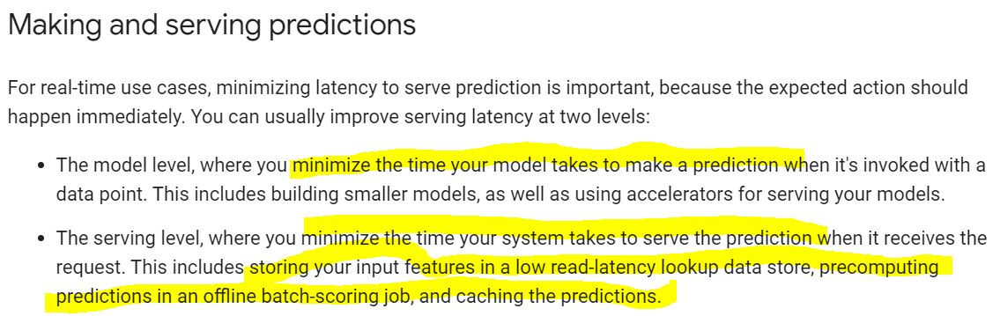 Making and serving predictions
For real-time use cases, minimizing latency to serve prediction is important, because the expected action should
happen immediately. You can usually improve serving latency at two levels:
• The model level, where you minimize the time your model takes to make a prediction when it's invoked with a
data point. This includes building smaller models, as well as using accelerators for serving your models.
• The serving level, where you minimize the time your system takes to serve the prediction when it receives the
request. This includes storing your input features in a low read-latency lookup data store, precomputing
predictions in an offline batch-scoring job, and caching the predictions.